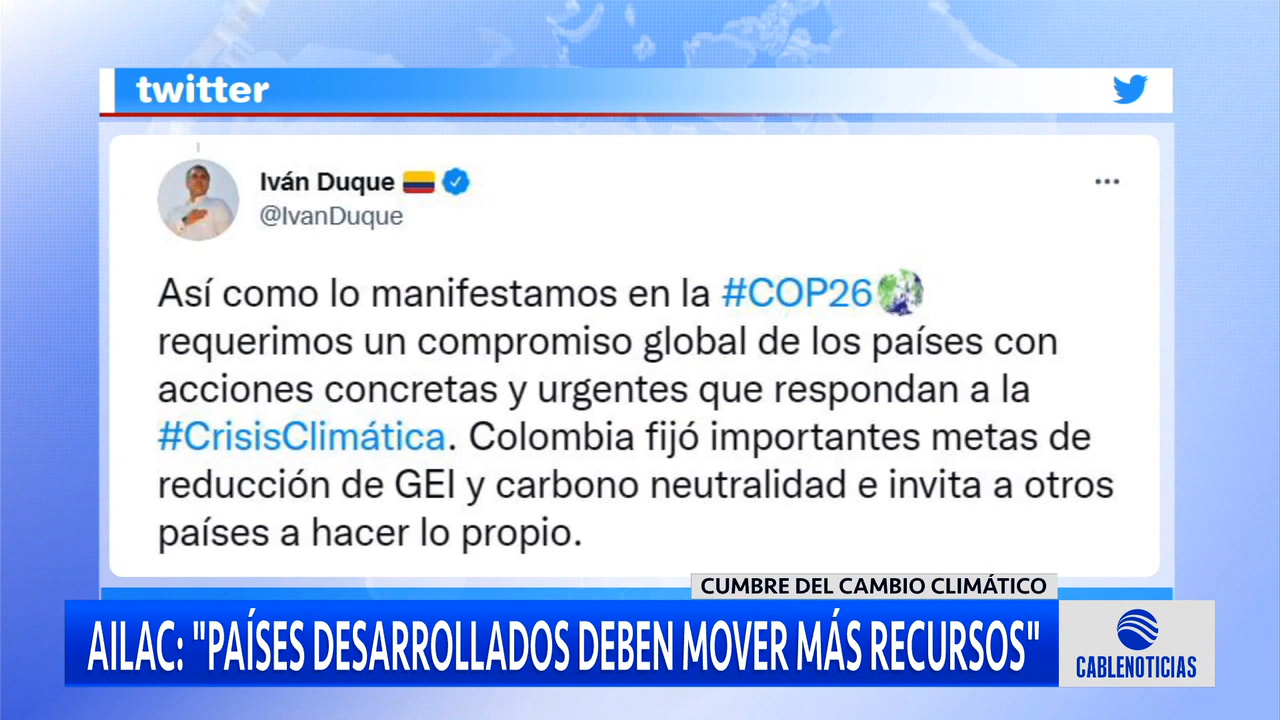 twitter
Iván Duque
@IvanDuque
Así como lo manifestamos en la #COP26
requerimos un compromiso global de los países con
acciones concretas y urgentes que respondan a la
#CrisisClimática. Colombia fijó importantes metas de
reducción de GEI y carbono neutralidad e invita a otros
países a hacer lo propio.
CUMBRE DEL CAMBIO CLIMÁTICO
AILAC: "PAÍSES DESARROLLADOS DEBEN MOVER MÁS RECURSOS"
CABLENOTICIAS